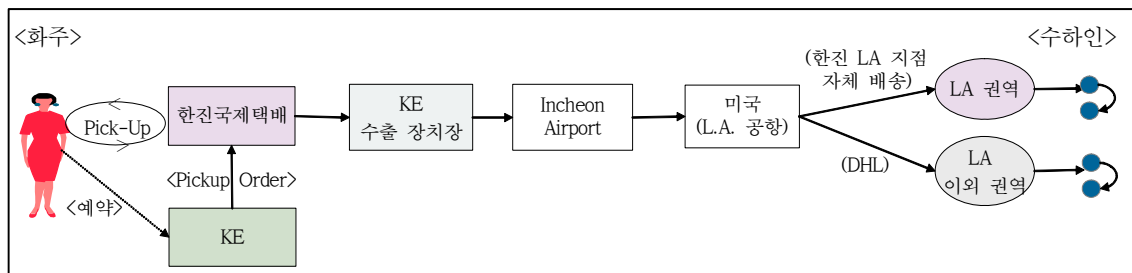 <화주>
<수하인>
(한진 LA 지점
자체 배송)
LA 권역
Pick-Up
한진국제택배
KE
수출 장치장
Incheon
Airport
미국
(L.A. 공항)
(DHL)
LA
이외 권역
<Pickup Order>
<예약>
KE